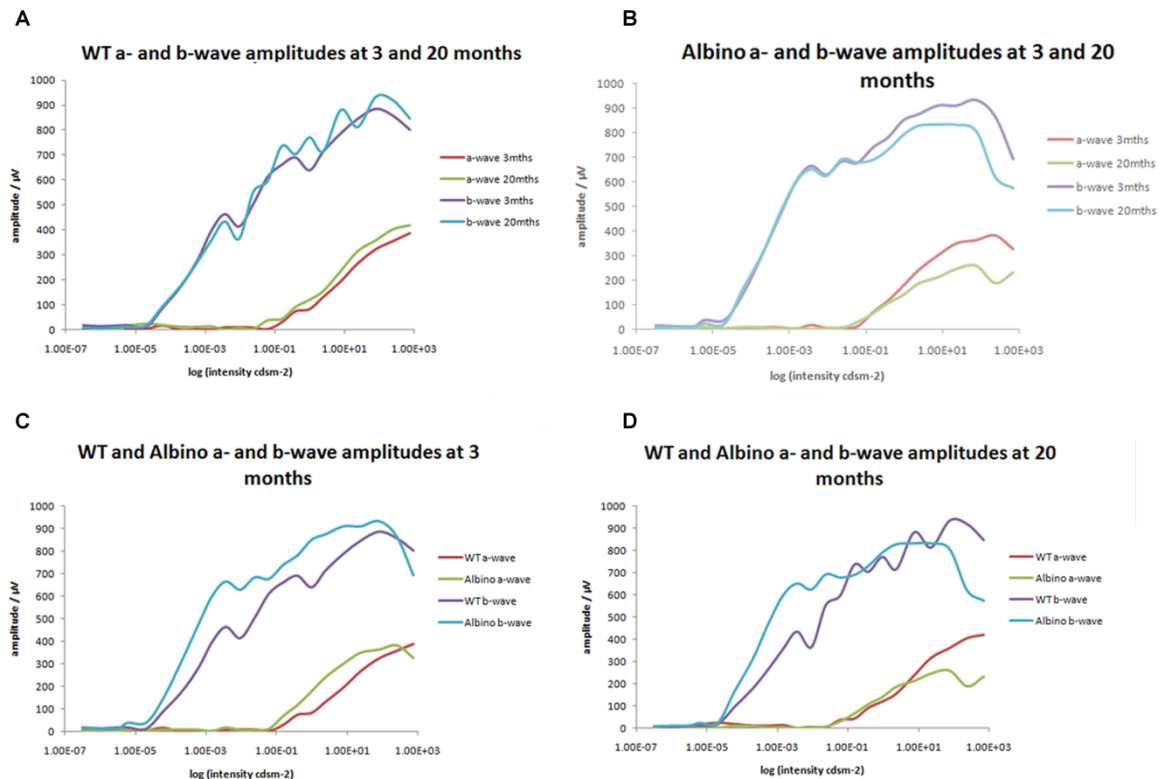 A
WT a- and b-wave amplitudes at 3 and 20 months
1000
900
800
700
600
500
400
300
200
100
0
amplitude / µV
1.00E-07
1.00E-05
1.00E-03
1.00E-01
1.00E+01
1.00E+03
log (intensity cdsm-2)
a-wave 3mths
a-wave 20mths
b-wave 3mths
b-wave 20mths
B
Albino a- and b-wave amplitudes at 3 and 20
months
1000
900
800
700
600
500
400
300
200
100
0
amplitude / µV
1.00E-07
1.00E-05
1.00E-03
1.00E-01
1.00E+01
1.00E+03
log (intensity cdsm-2)
a-wave 3mths
a-wave 20mths
b-wave 3mths
b-wave 20mths
C
WT and Albino a- and b-wave amplitudes at 3
months
1000
900
800
700
600
500
400
300
200
100
0
amplitude / µV
1.00E-07
1.00E-05
1.00E-03
1.00E-01
1.00E+01
1.00E+03
log (intensity cdsm-2)
WT a-wave
Albino a-wave
WT b-wave
Albino b-wave
D
WT and Albino a- and b-wave amplitudes at 20
months
1000
900
800
700
600
500
400
300
200
100
0
amplitude / µV
1.00E-07
1.00E-05
1.00E-03
1.00E-01
1.00E+01
1.00E+03
log (intensity cdsm-2)
WT a-wave
Albino a-wave
WT b-wave
Albino b-wave